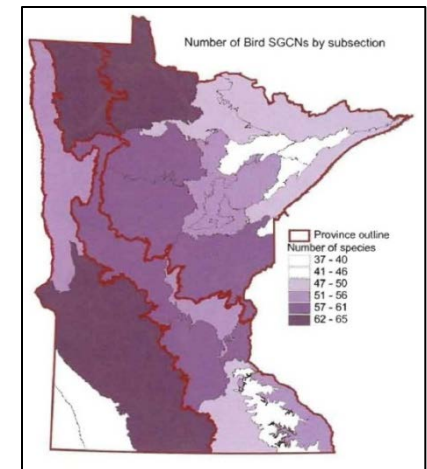 Number of Bird SGCNs by subsection
Province outline
Number of species
37 - 40
41 - 46
47 - 50
51 - 56
57 - 61
62 - 65